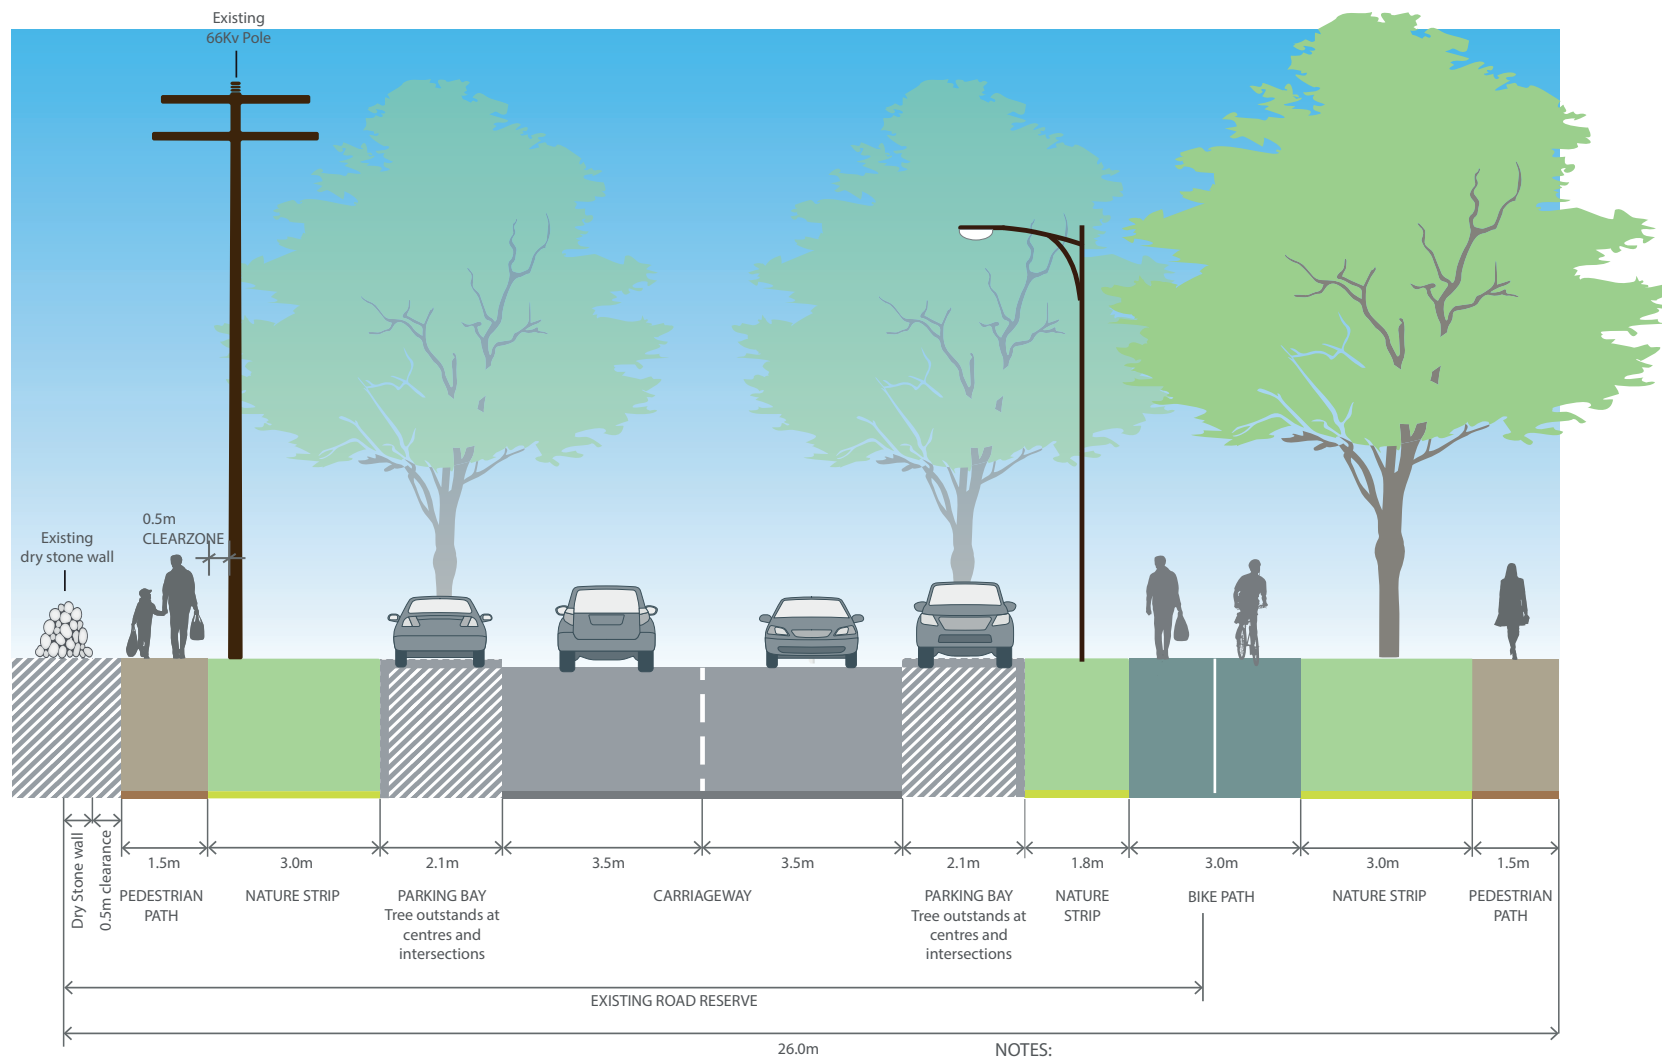 Existing
66Kv Pole
0.5m
CLEARZONE
Existing
dry stone wall
Dry Stone wall
0.5m clearance
1.5m
3.0m
2.1m
3.5m
3.5m
2.1m
1.8m
3.0m
3.0m
1.5m
PEDESTRIAN
PATH
NATURE STRIP
PARKING BAY
Tree outstands at
centres and
intersections
CARRIAGEWAY
PARKING BAY
Tree outstands at
centres and
intersections
NATURE
STRIP
BIKE PATH
NATURE STRIP
PEDESTRIAN
PATH
EXISTING ROAD RESERVE
26.0m
NOTES: